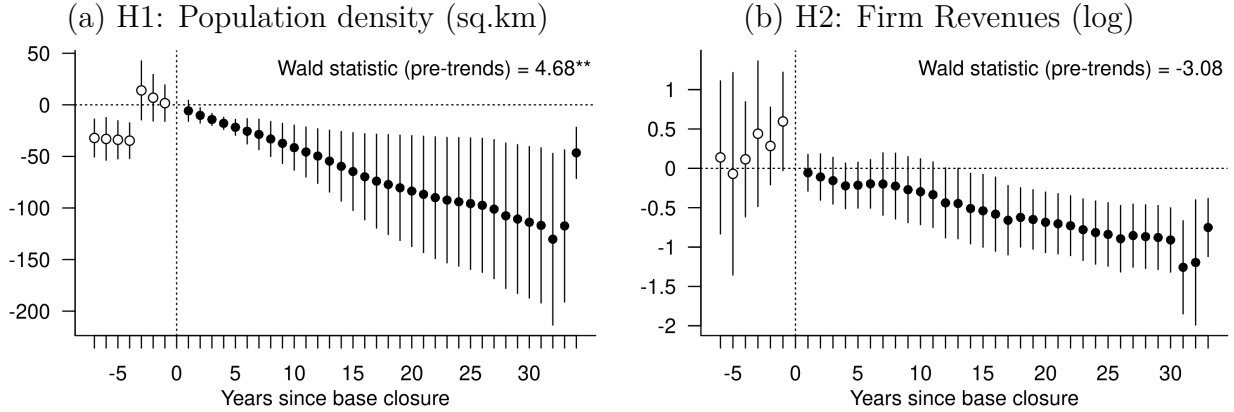 (a) H1: Population density (sq.km)
Wald statistic (pre-trends) = 4.68**
50
0
-50
-100
-150
-200
-5 0 5 10 15 20 25 30
Years since base closure
(b) H2: Firm Revenues (log)
Wald statistic (pre-trends) = -3.08
1
0.5
0
-0.5
-1
-1.5
-2
-5 0 5 10 15 20 25 30
Years since base closure